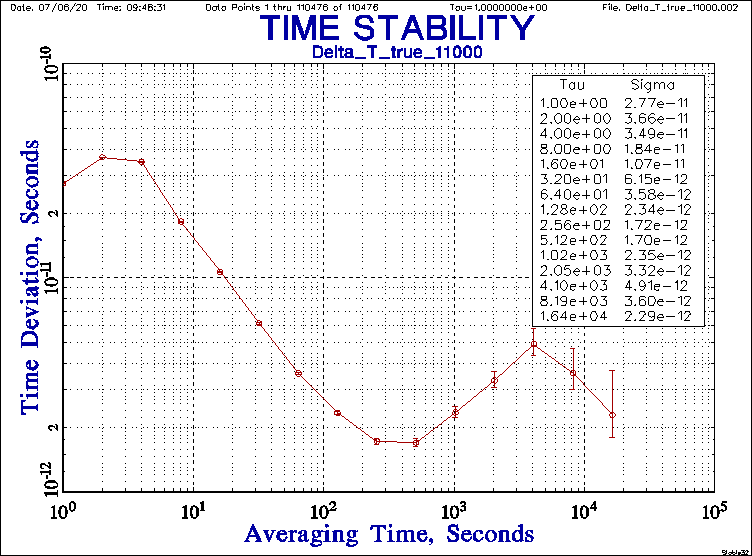 Date: 07/06/20 Time: 09:48:31 Data Points 1 thru 110476 of 110476 Tau=1.0000000e+00 File: Delta_T_true_11000.002
TIME STABILITY
Delta_T_true_11000
Tau Sigma
1.00e+00 2.77e-11
2.00e+00 3.66e-11
4.00e+00 3.49e-11
8.00e+00 1.84e-11
1.60e+01 1.07e-11
3.20e+01 6.15e-12
6.40e+01 3.58e-12
1.28e+02 2.34e-12
2.56e+02 1.72e-12
5.12e+02 1.70e-12
1.02e+03 2.35e-12
2.05e+03 3.32e-12
4.10e+03 4.91e-12
8.19e+03 3.60e-12
1.64e+04 2.29e-12
Time Deviation, Seconds
10^-10
2
10^-11
2
10^-12
10^0 10^1 10^2 10^3 10^4 10^5
Averaging Time, Seconds
Stable32